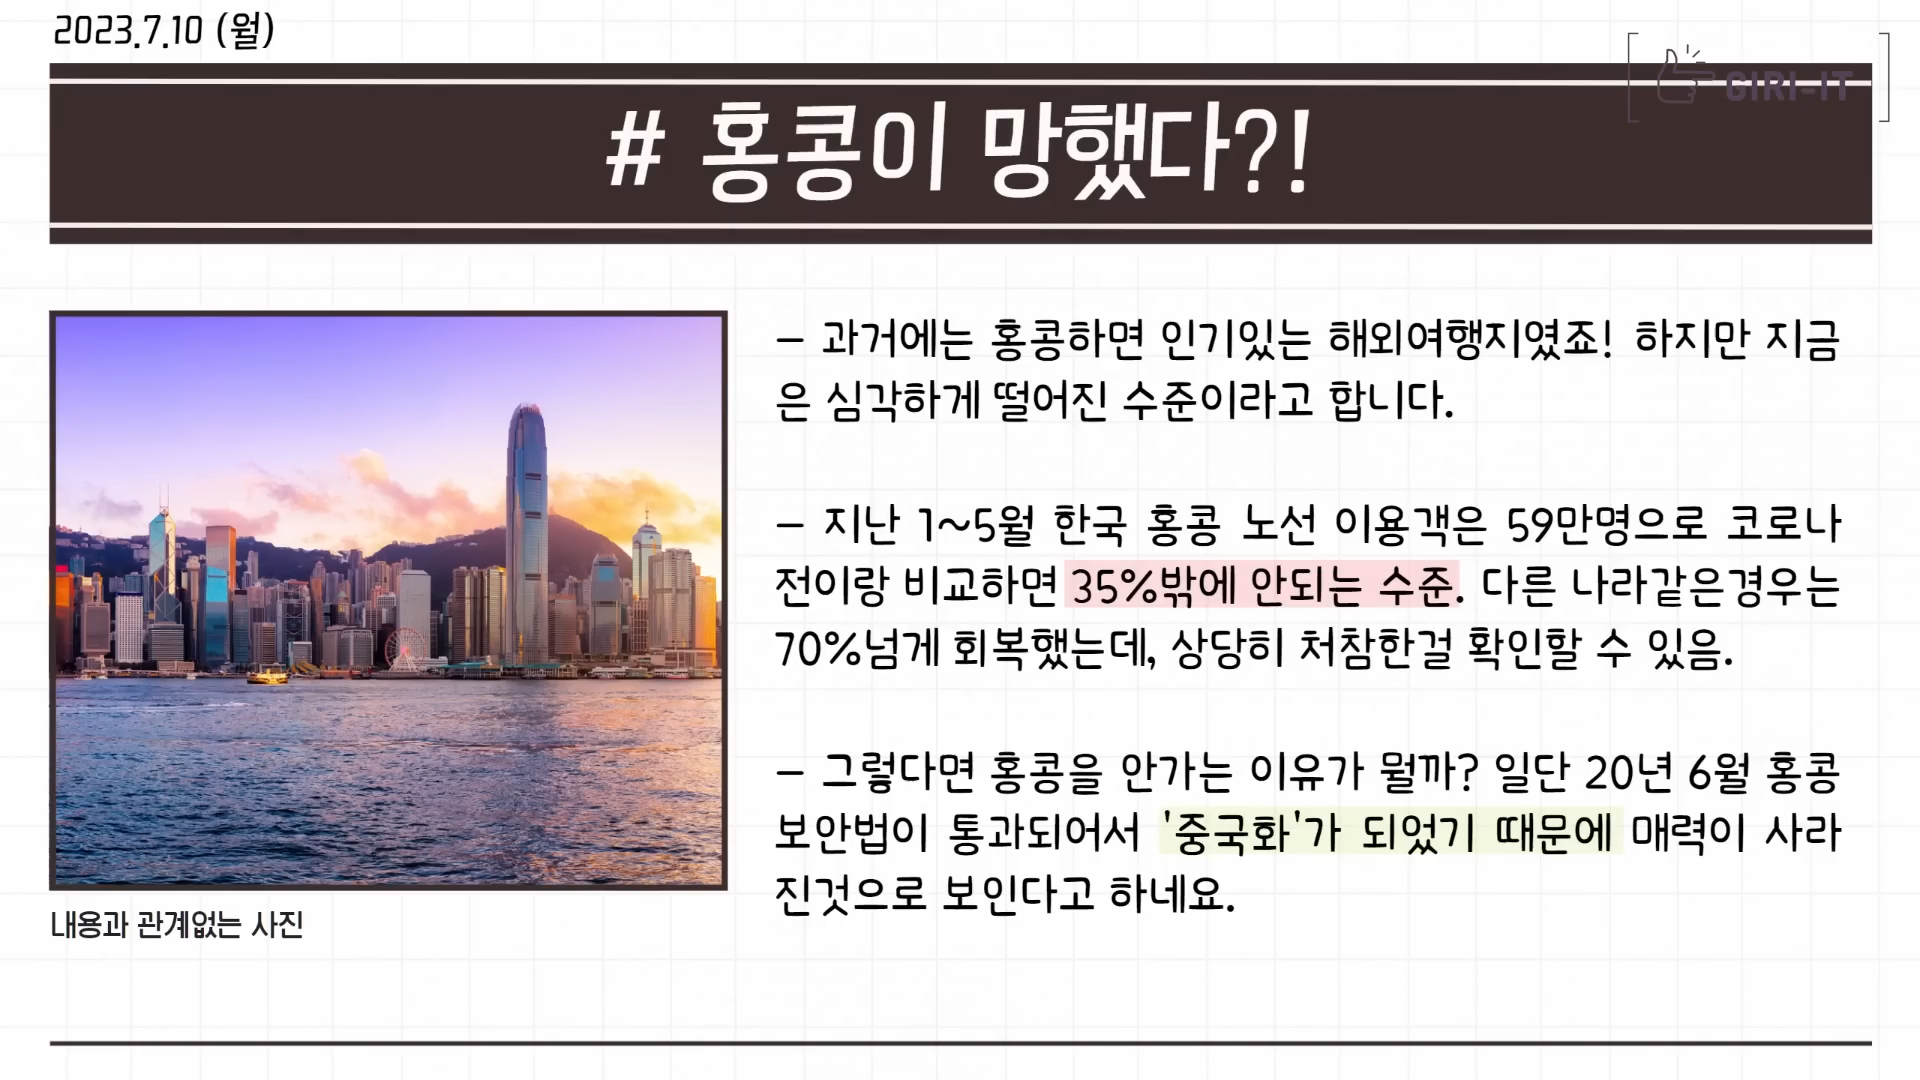 2023.7.10 (월)
GIRI-IT
# 홍콩이 망했다?!
– 과거에는 홍콩하면 인기있는 해외여행지였죠! 하지만 지금
은 심각하게 떨어진 수준이라고 합니다.
– 지난 1~5월 한국 홍콩 노선 이용객은 59만명으로 코로나
전이랑 비교하면 35%밖에 안되는 수준. 다른 나라같은경우는
70%넘게 회복했는데, 상당히 처참한걸 확인할 수 있음.
– 그렇다면 홍콩을 안가는 이유가 뭘까? 일단 20년 6월 홍콩
보안법이 통과되어서 '중국화'가 되었기 때문에 매력이 사라
진것으로 보인다고 하네요.
내용과 관계없는 사진